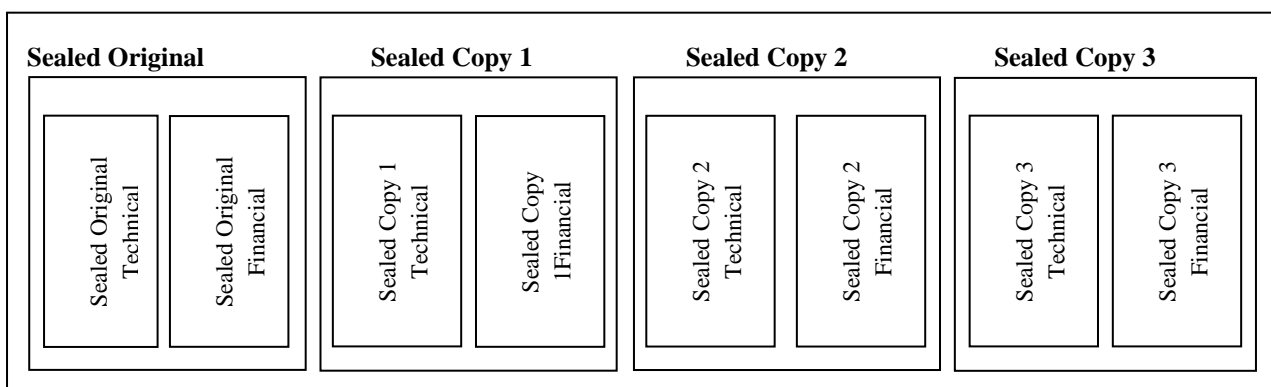 Sealed Original
Sealed Copy 1
Sealed Copy 2
Sealed Copy 3
Sealed Original
Technical
Sealed Original
Financial
Sealed Copy 1
Technical
Sealed Copy
1Financial
Sealed Copy 2
Technical
Sealed Copy 2
Financial
Sealed Copy 3
Technical
Sealed Copy 3
Financial